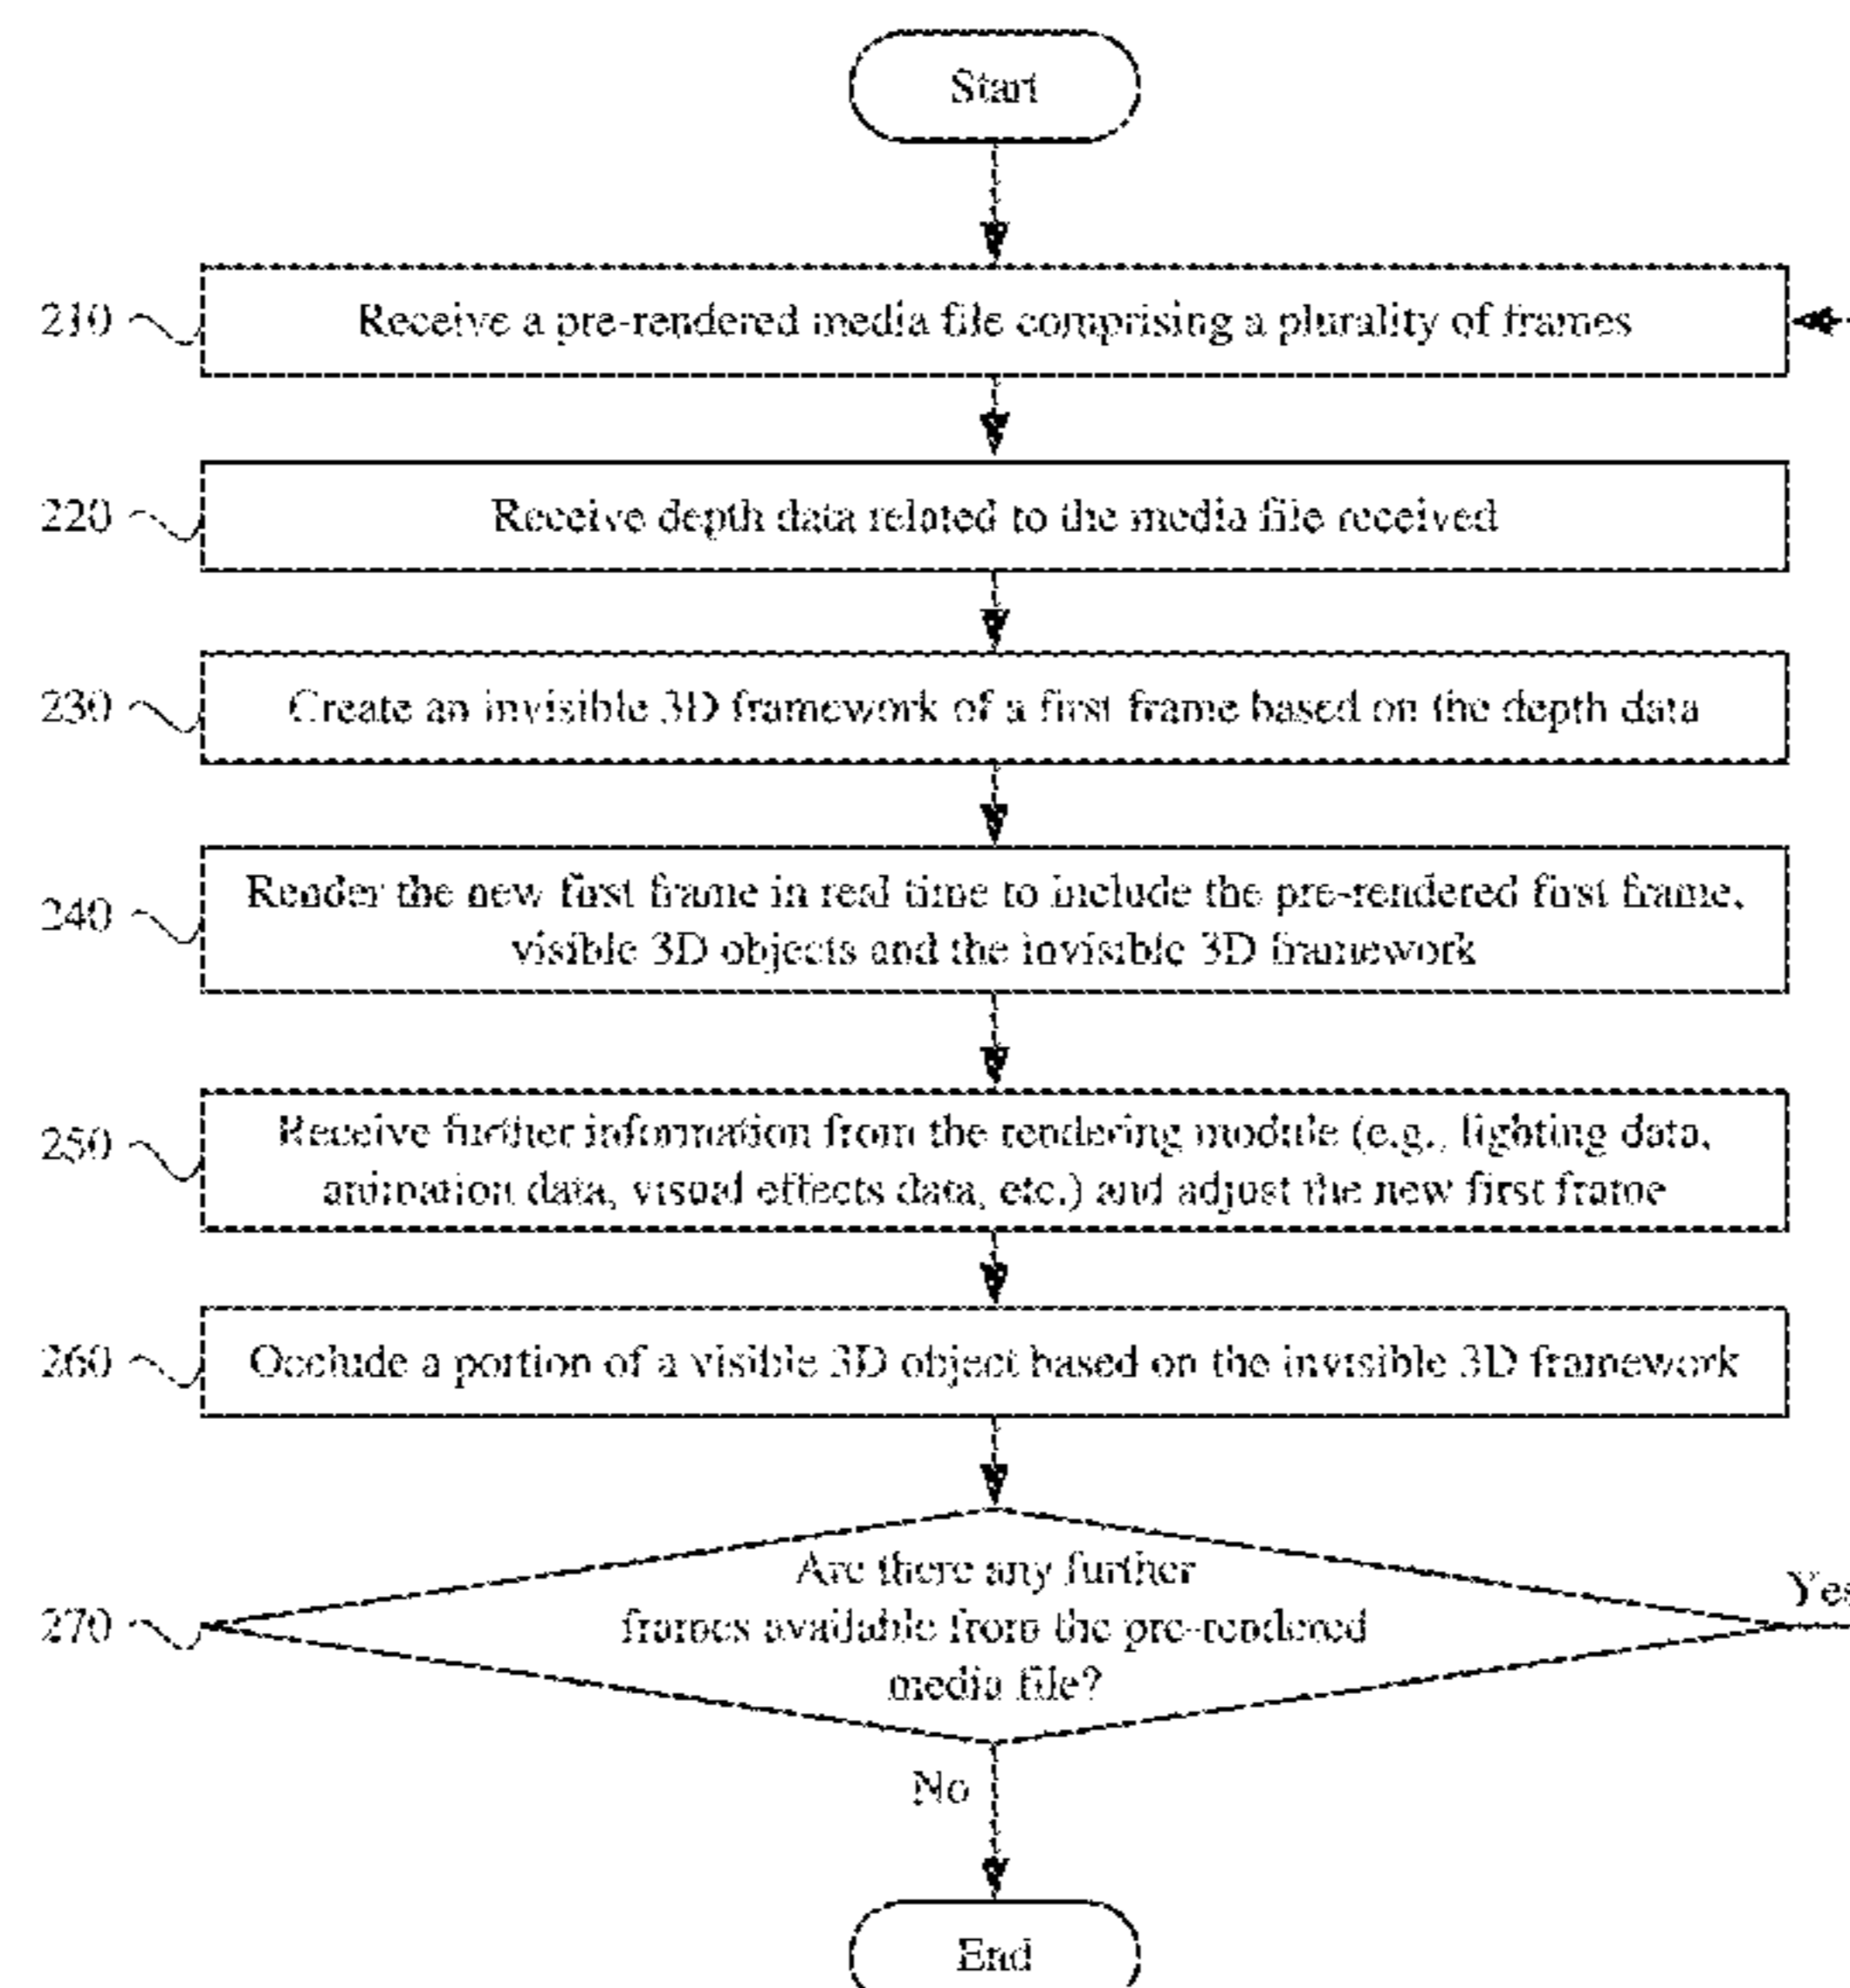 Start
210
Receive a pre-rendered media file comprising a plurality of frames
220
Receive depth data related to the media file received
230
Create an invisible 3D framework of a first frame based on the depth data
240
Render the new first frame in real time to include the pre-rendered first frame,
visible 3D objects and the invisible 3D framework
250
Receive further information from the rendering module (e.g., lighting data,
animation data, visual effects data, etc.) and adjust the new first frame
260
Occlude a portion of a visible 3D object based on the invisible 3D framework
270
Are there any further
frames available from the pre-rendered
media file?
Yes
No
End